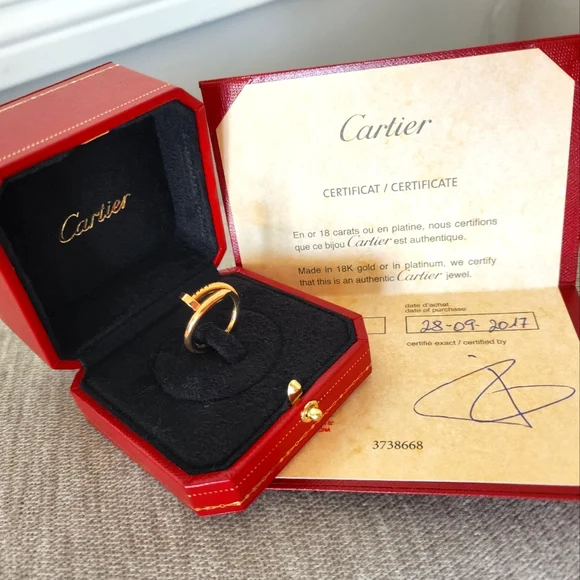 Cartier
Cartier
CERTIFICAT / CERTIFICATE
En or 18 carats ou en platine, nous certifions
que ce bijou Cartier est authentique.
Made in 18K gold or in platinum, we certify
that this is an authentic Cartier jewel.
date d'achat
date of purchase
28-09-2017
certifié exact / certified by
3738668